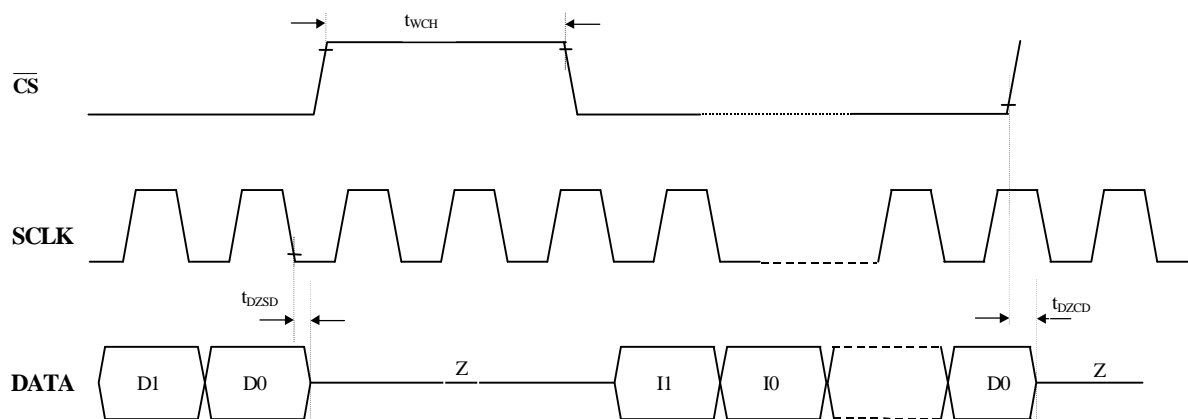 tWCH
CS
SCLK
tDZSD
tDZCD
DATA
D1
D0
Z
I1
I0
D0
Z